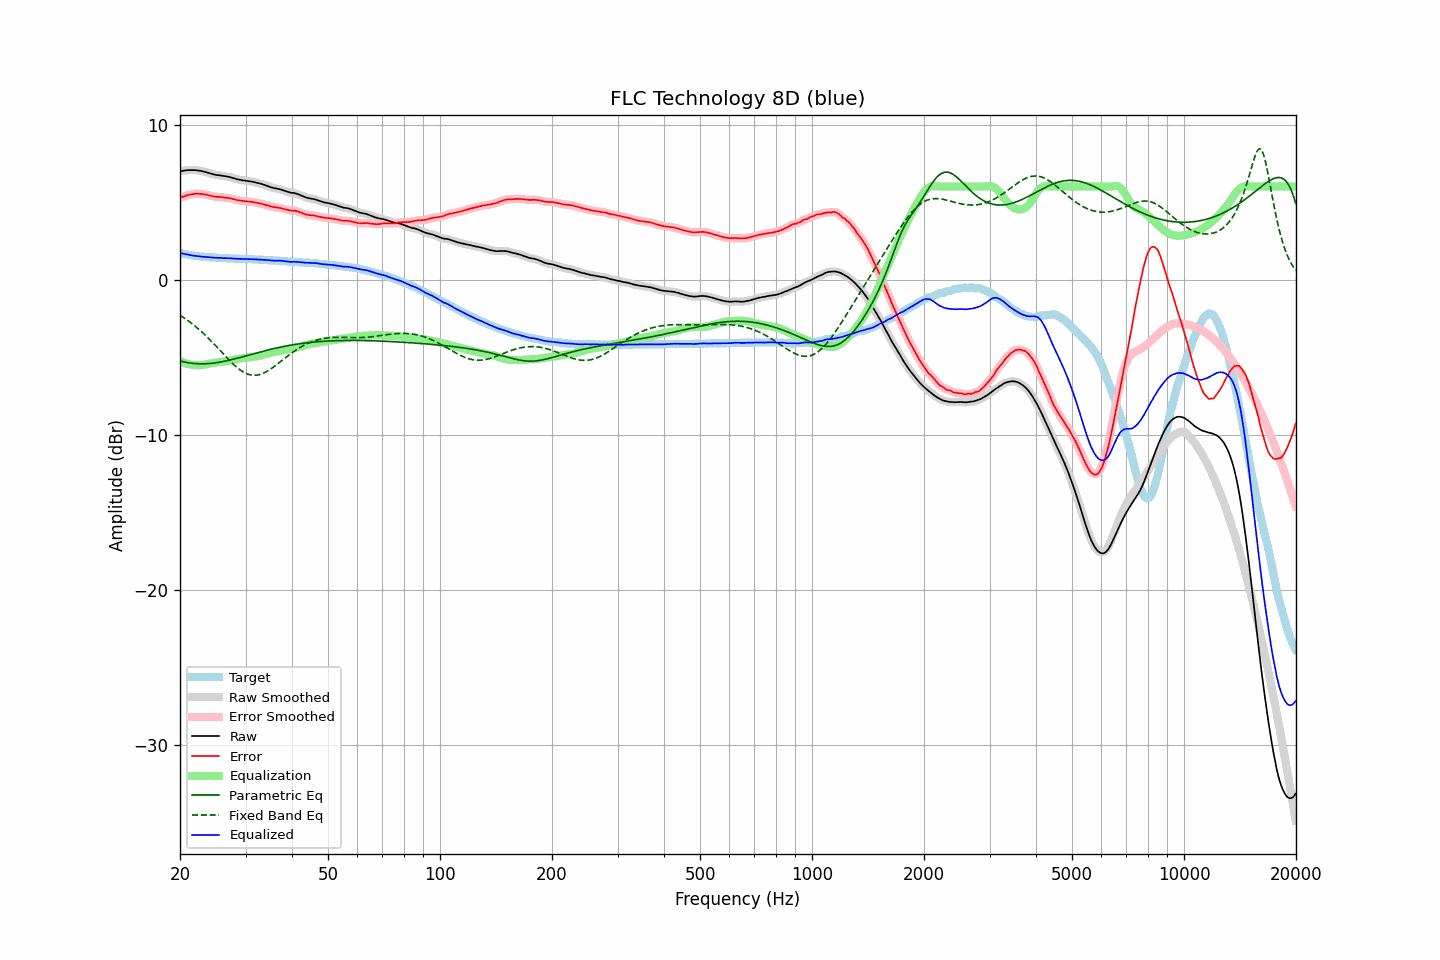 FLC Technology 8D (blue)
10
0
−10
−20
−30
Amplitude (dBr)
Target
Raw Smoothed
Error Smoothed
Raw
Error
Equalization
Parametric Eq
Fixed Band Eq
Equalized
20 50 100 200 500 1000 2000 5000 10000 20000
Frequency (Hz)